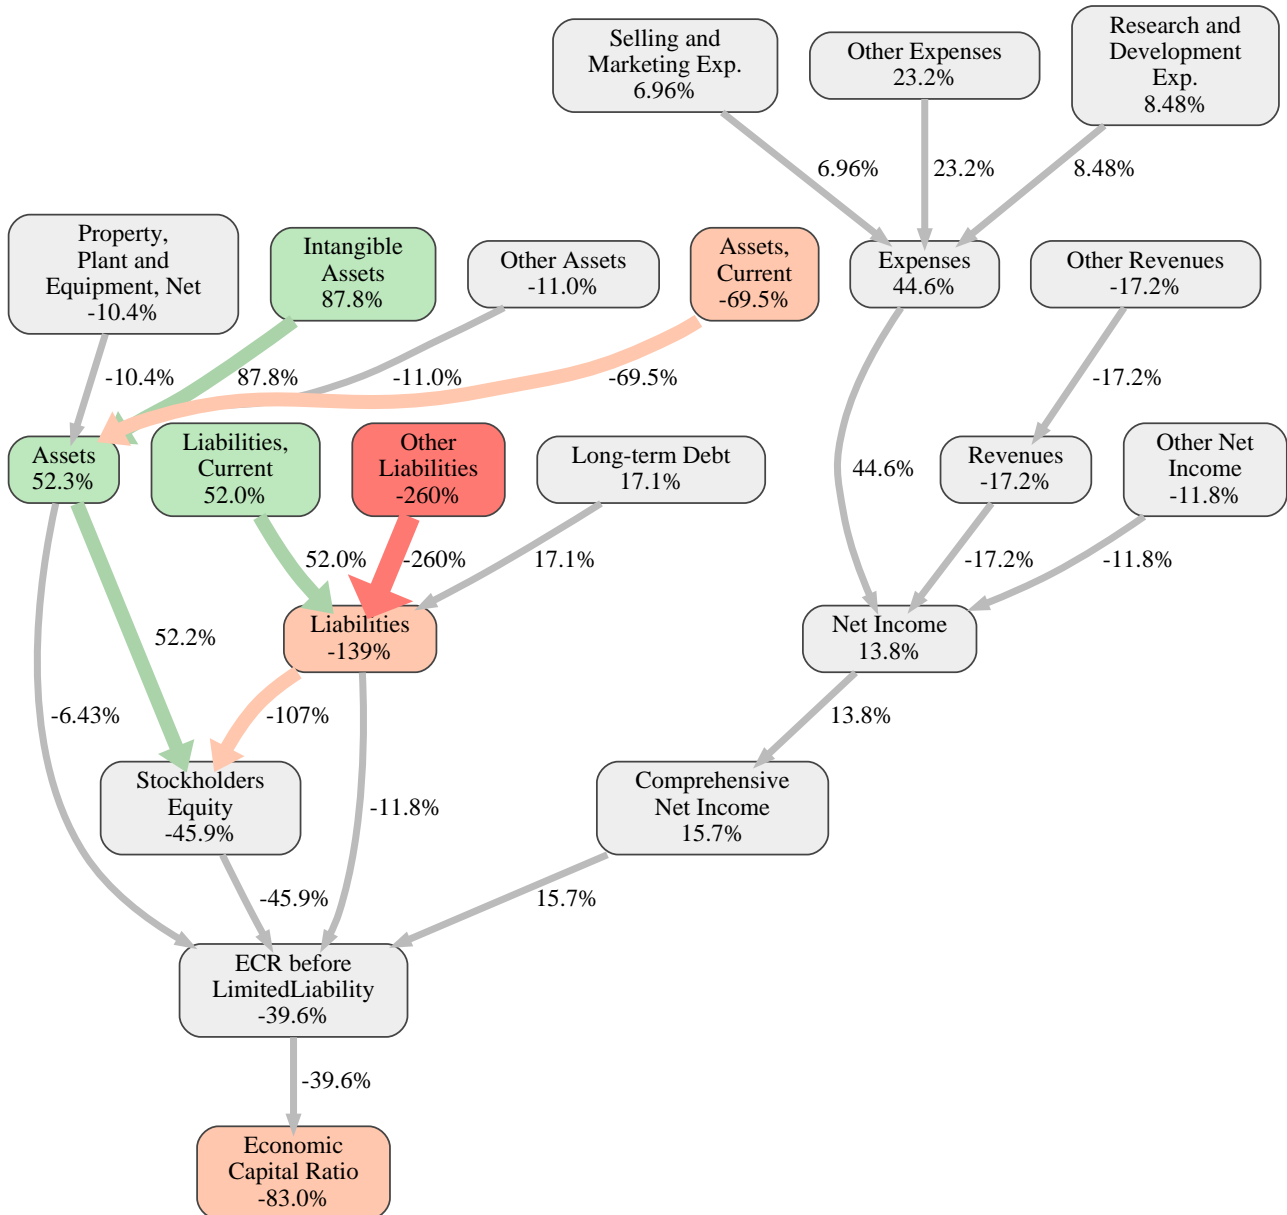 Selling and
Marketing Exp.
6.96%
Other Expenses
23.2%
Research and
Development
Exp.
8.48%
6.96%
23.2%
8.48%
Property,
Plant and
Equipment, Net
-10.4%
Intangible
Assets
87.8%
Other Assets
-11.0%
Assets,
Current
-69.5%
Expenses
44.6%
Other Revenues
-17.2%
-10.4%
87.8%
-11.0%
-69.5%
-17.2%
Assets
52.3%
Liabilities,
Current
52.0%
Other
Liabilities
-260%
Long-term Debt
17.1%
44.6%
Revenues
-17.2%
Other Net
Income
-11.8%
52.0%
-260%
17.1%
-17.2%
-11.8%
52.2%
Liabilities
-139%
Net Income
13.8%
-6.43%
-107%
13.8%
Stockholders
Equity
-45.9%
-11.8%
Comprehensive
Net Income
15.7%
-45.9%
15.7%
ECR before
LimitedLiability
-39.6%
-39.6%
Economic
Capital Ratio
-83.0%